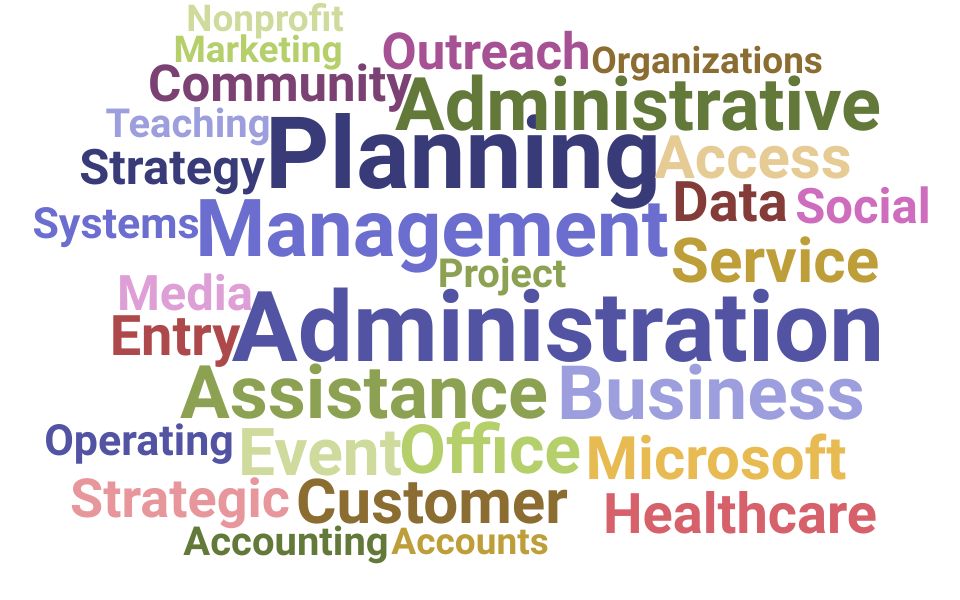 Nonprofit
Marketing
Outreach
Organizations
Community
Administrative
Teaching
Planning
Access
Strategy
Data
Social
Systems
Management
Service
Project
Media
Entry
Administration
Assistance
Business
Operating
Event
Office
Microsoft
Strategic
Customer
Healthcare
Accounting
Accounts